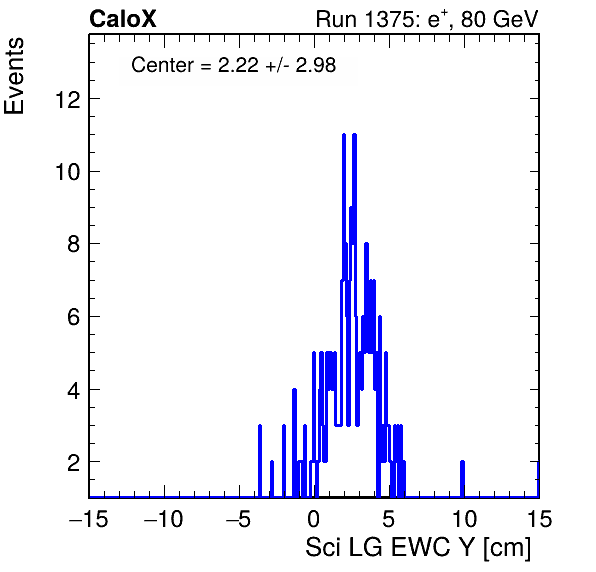 CaloX
Run 1375: e+, 80 GeV
Events
Center = 2.22 +/- 2.98
12
10
8
6
4
2
−15 −10 −5 0 5 10 15
Sci LG EWC Y [cm]